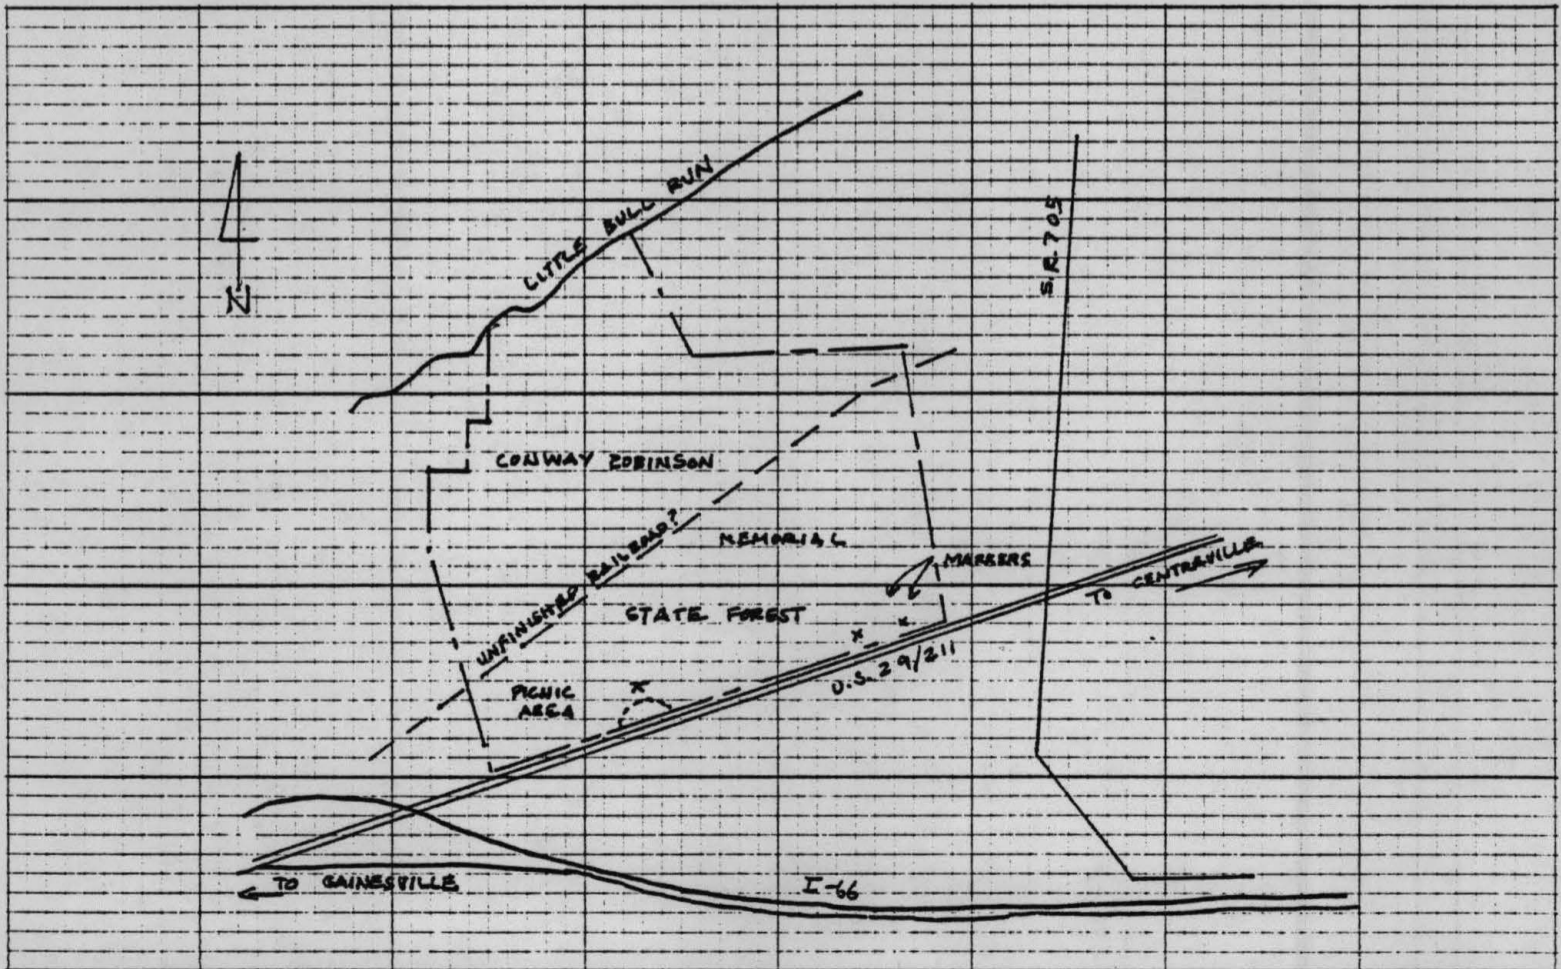 LITTLE BULL RUN
S.R. 705
N
CONWAY ROBINSON
UNFINISHED RAILROAD?
MEMORIAL
MARKERS
TO CENTREVILLE
STATE FOREST
x x
U.S. 29/211
x
PICNIC
AREA
TO GAINESVILLE
I-66